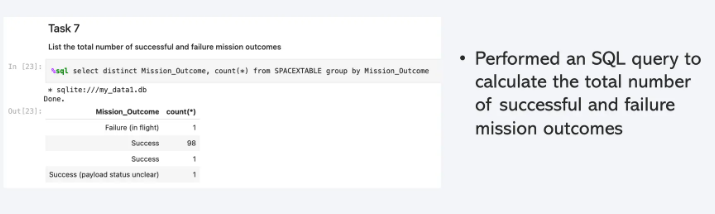 Task 7
List the total number of successful and failure mission outcomes
In [23]: %sql select distinct Mission_Outcome, count(*) from SPACEXTABLE group by Mission_Outcome
* sqlite:///my_data1.db
Done.
Out[23]: Mission_Outcome count(*)
Failure (in flight) 1
Success 98
Success 1
Success (payload status unclear) 1
• Performed an SQL query to
calculate the total number
of successful and failure
mission outcomes